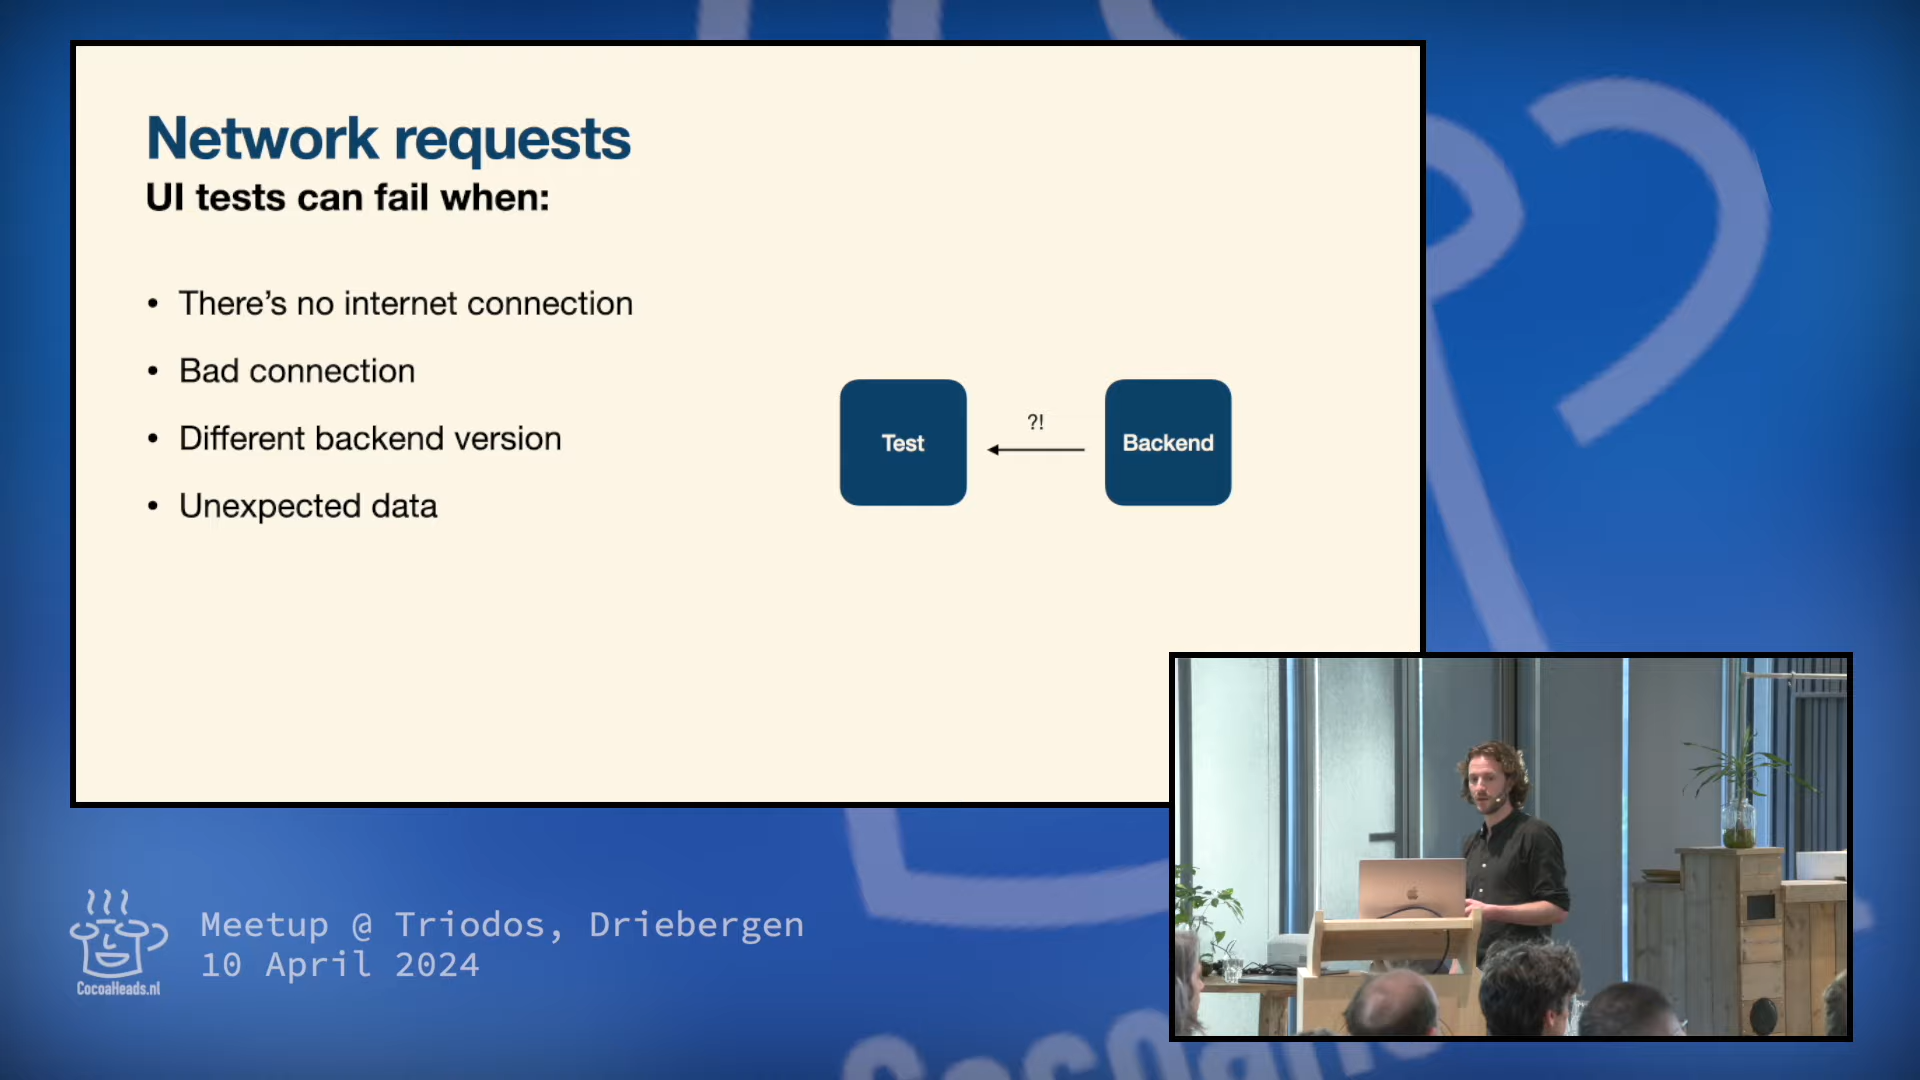 Network requests
UI tests can fail when:
• There's no internet connection
• Bad connection
• Different backend version
• Unexpected data
Test
?!
Backend
Meetup @ Triodos, Driebergen
10 April 2024
CocoaHeads.nl